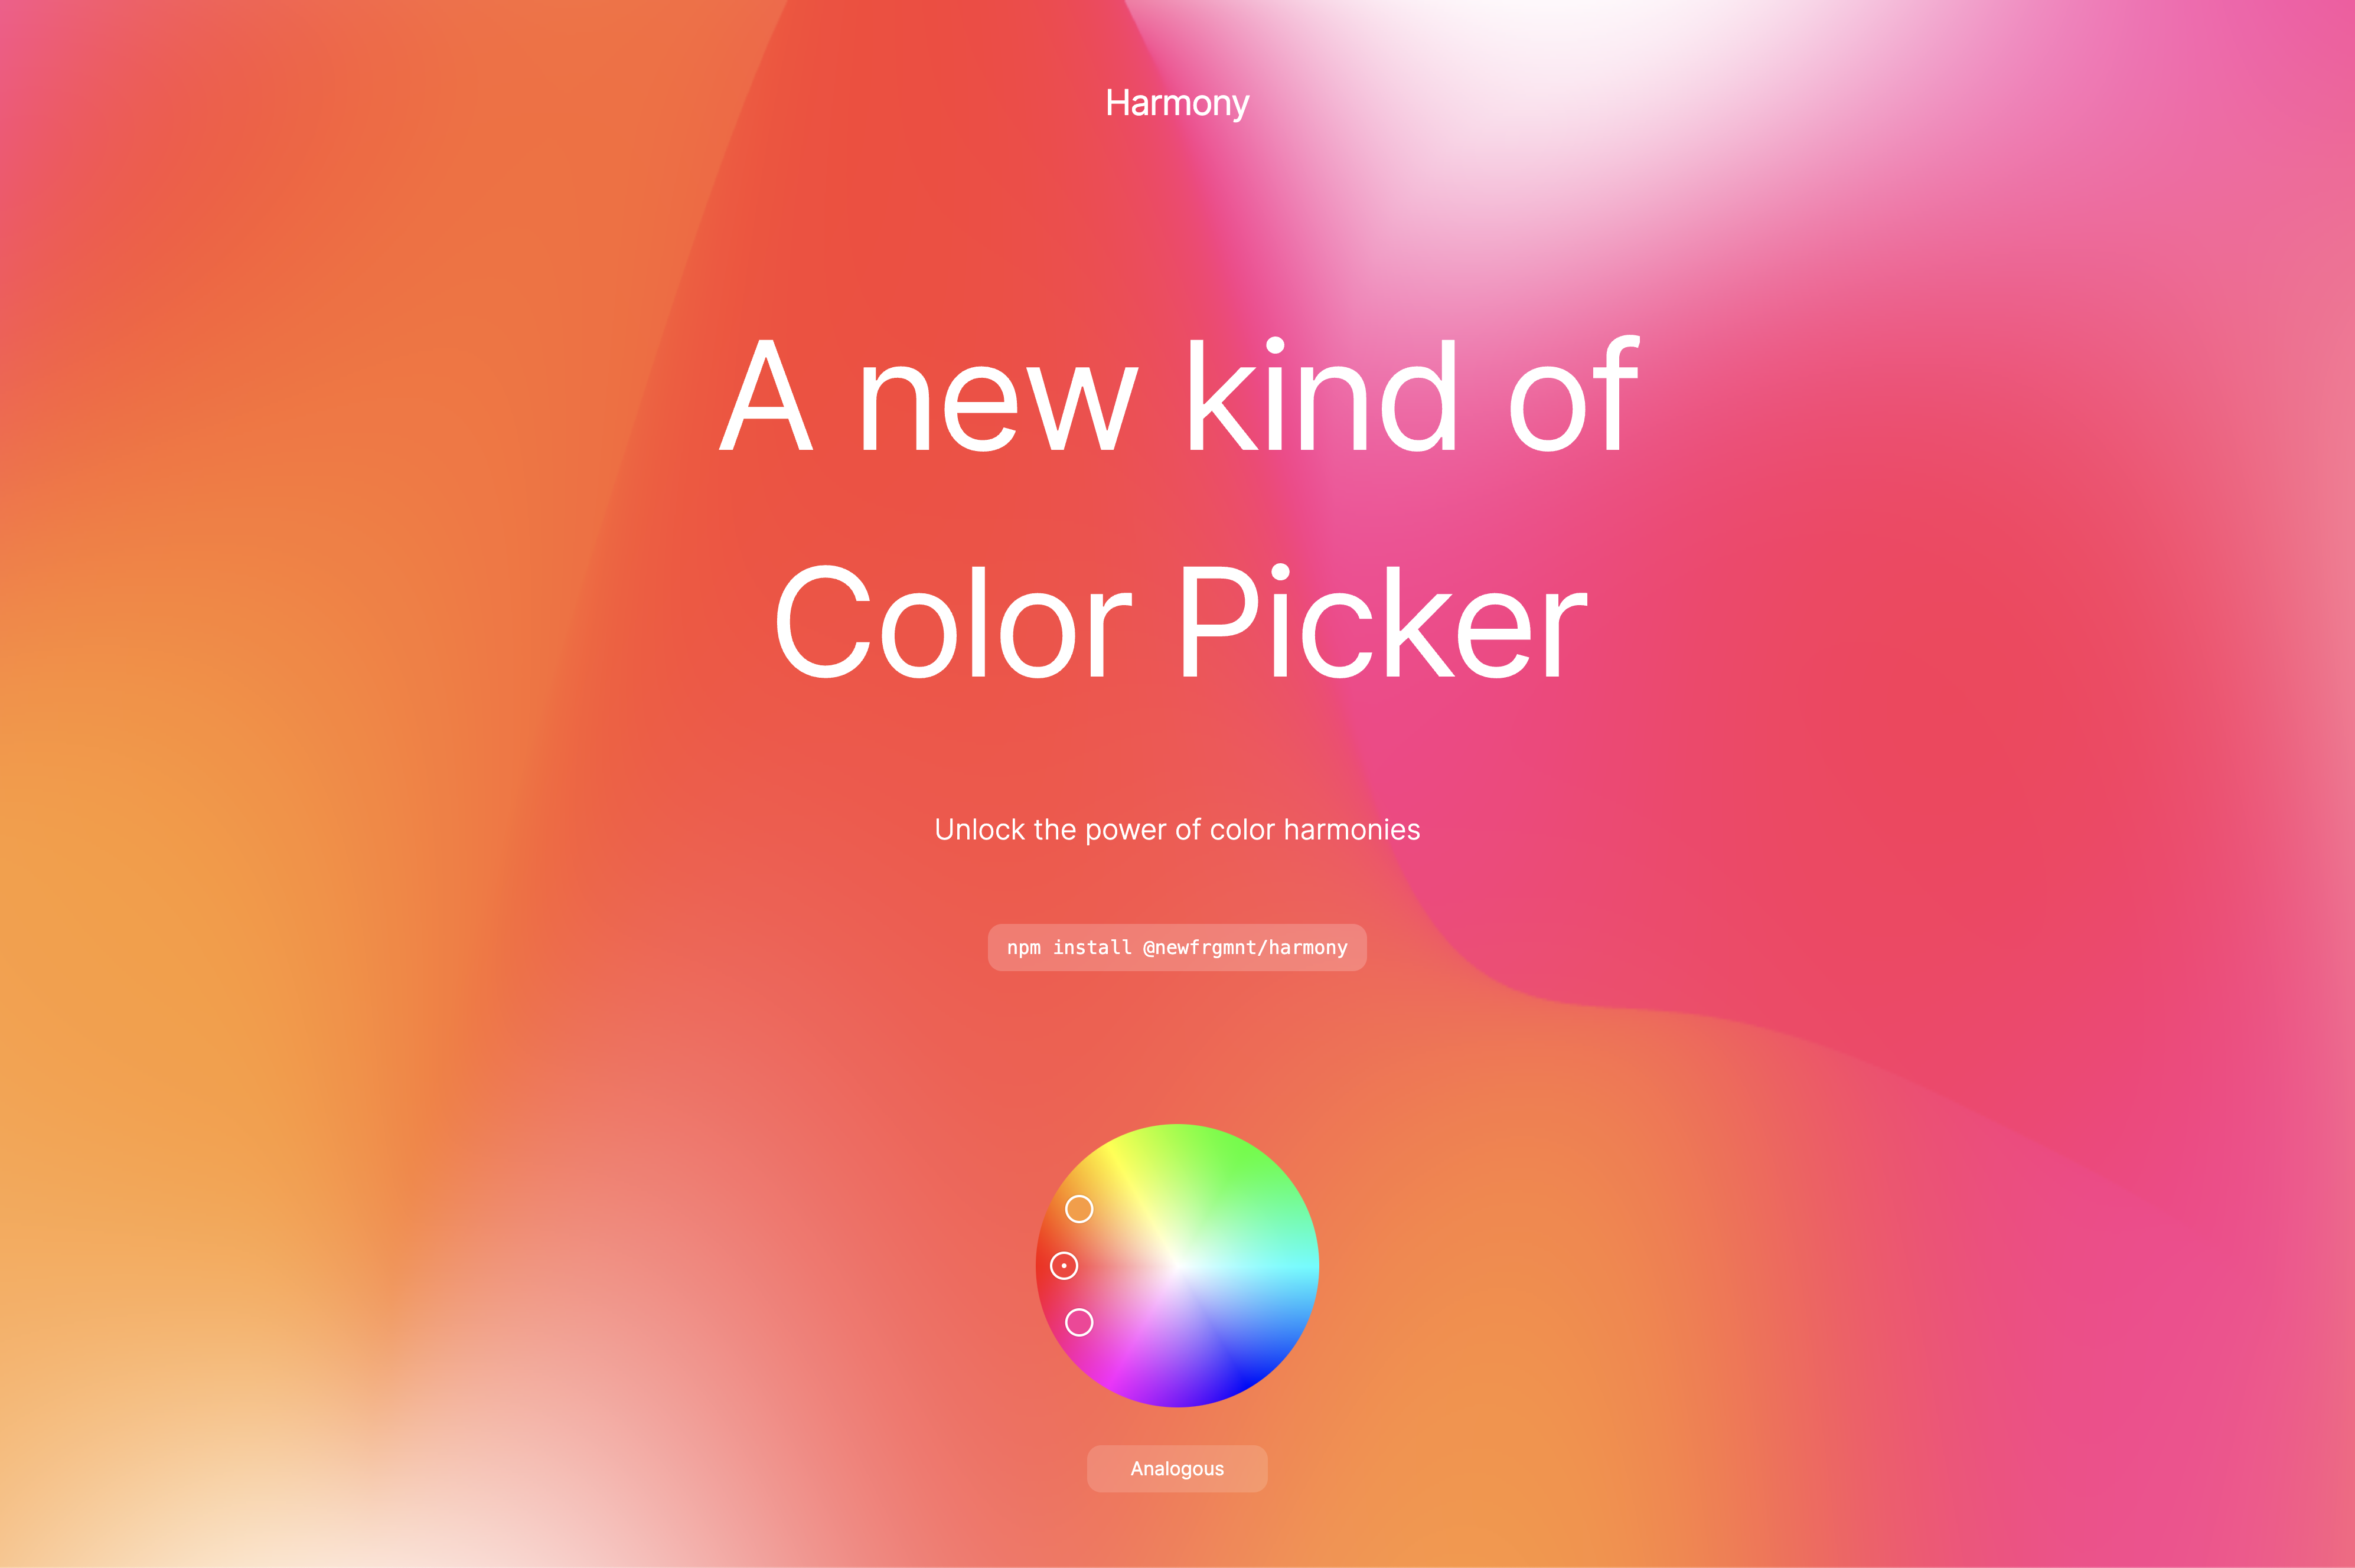 Harmony
A new kind of
Color Picker
Unlock the power of color harmonies
npm install @newfrgmnt/harmony
Analogous